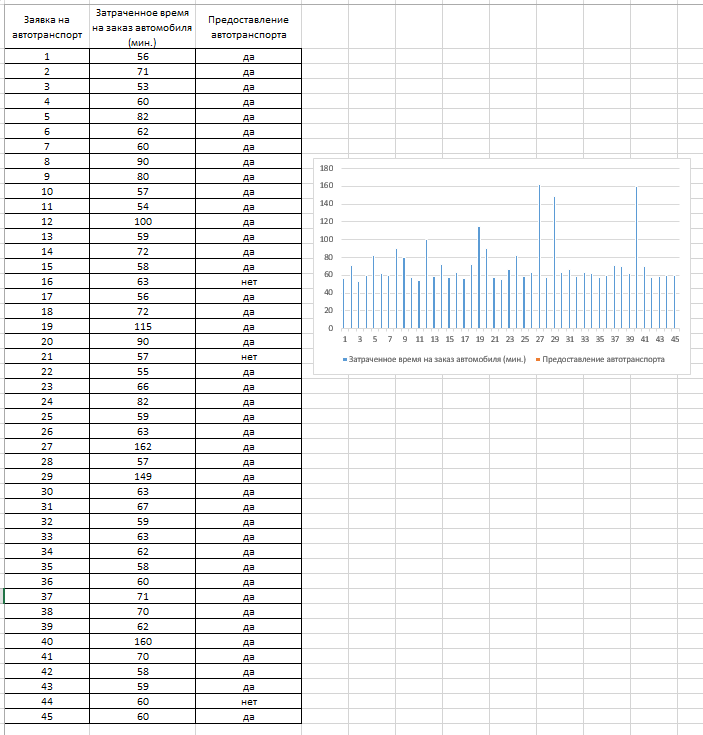 Заявка на автотранспорт Затраченное время на заказ автомобиля (мин.) Предоставление автотранспорта
1 56 да
2 71 да
3 53 да
4 60 да
5 82 да
6 62 да
7 60 да
8 90 да
9 80 да
10 57 да
11 54 да
12 100 да
13 59 да
14 72 да
15 58 да
16 63 нет
17 56 да
18 72 да
19 115 да
20 90 да
21 57 нет
22 55 да
23 66 да
24 82 да
25 59 да
26 63 да
27 162 да
28 57 да
29 149 да
30 63 да
31 67 да
32 59 да
33 63 да
34 62 да
35 58 да
36 60 да
37 71 да
38 70 да
39 62 да
40 160 да
41 70 да
42 58 да
43 59 да
44 60 нет
45 60 да
180
160
140
120
100
80
60
40
20
0
1 3 5 7 9 11 13 15 17 19 21 23 25 27 29 31 33 35 37 39 41 43 45
Затраченное время на заказ автомобиля (мин.) Предоставление автотранспорта